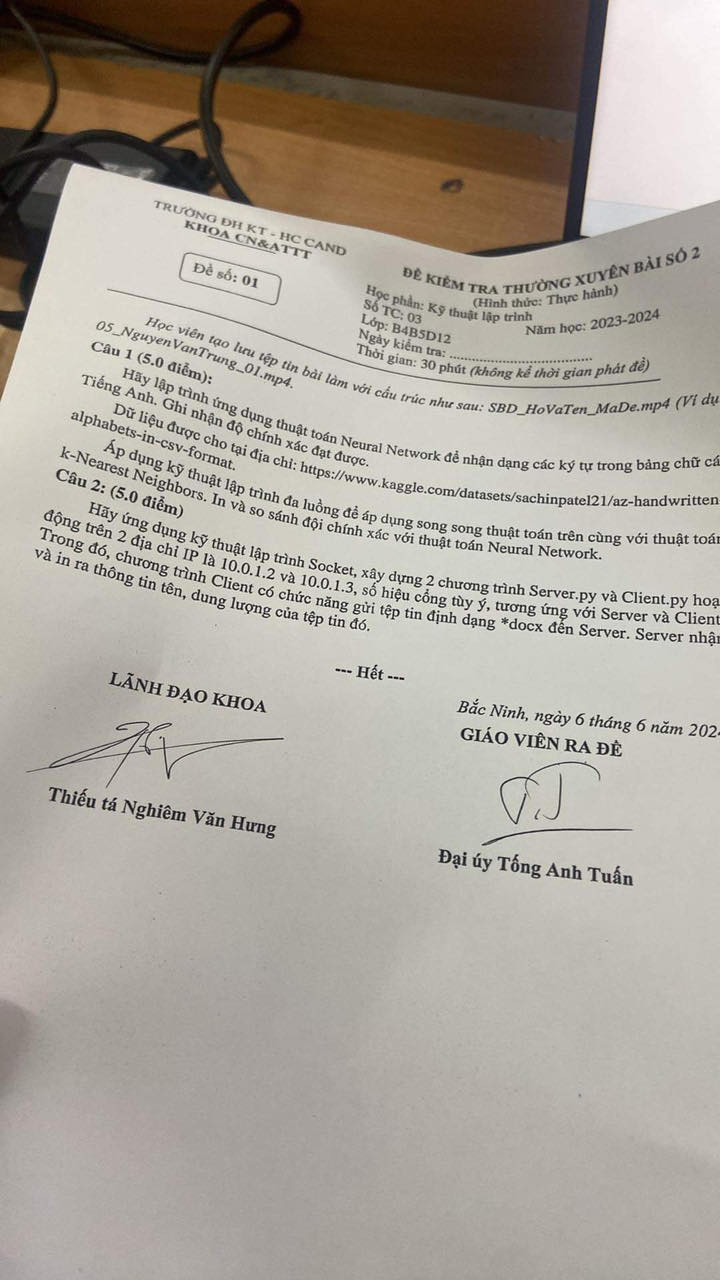 TRƯỜNG ĐH KT - HC CAND
KHOA CN&ATTT
Đề số: 01
ĐỀ KIỂM TRA THƯỜNG XUYÊN BÀI SỐ 2
(Hình thức: Thực hành)
Học phần: Kỹ thuật lập trình
Số TC: 03
Năm học: 2023-2024
Lớp: B4B5D12
Ngày kiểm tra: ..................................
Thời gian: 30 phút (không kể thời gian phát đề)
Học viên tạo lưu tệp tin bài làm với cấu trúc như sau: SBD_HoVaTen_MaDe.mp4 (Ví dụ
05_NguyenVanTrung_01.mp4.
Câu 1 (5.0 điểm):
Hãy lập trình ứng dụng thuật toán Neural Network để nhận dạng các ký tự trong bảng chữ cá
Tiếng Anh. Ghi nhận độ chính xác đạt được.
Dữ liệu được cho tại địa chỉ: https://www.kaggle.com/datasets/sachinpatel21/az-handwritten-
alphabets-in-csv-format.
Áp dụng kỹ thuật lập trình đa luồng để áp dụng song song thuật toán trên cùng với thuật toán
k-Nearest Neighbors. In và so sánh đội chính xác với thuật toán Neural Network.
Câu 2: (5.0 điểm)
Hãy ứng dụng kỹ thuật lập trình Socket, xây dựng 2 chương trình Server.py và Client.py hoạ
động trên 2 địa chỉ IP là 10.0.1.2 và 10.0.1.3, số hiệu cổng tùy ý, tương ứng với Server và Client
Trong đó, chương trình Client có chức năng gửi tệp tin định dạng *docx đến Server. Server nhận
và in ra thông tin tên, dung lượng của tệp tin đó.
--- Hết ---
Bắc Ninh, ngày 6 tháng 6 năm 202
LÃNH ĐẠO KHOA
GIÁO VIÊN RA ĐỀ
Thiếu tá Nghiêm Văn Hưng
Đại úy Tống Anh Tuấn